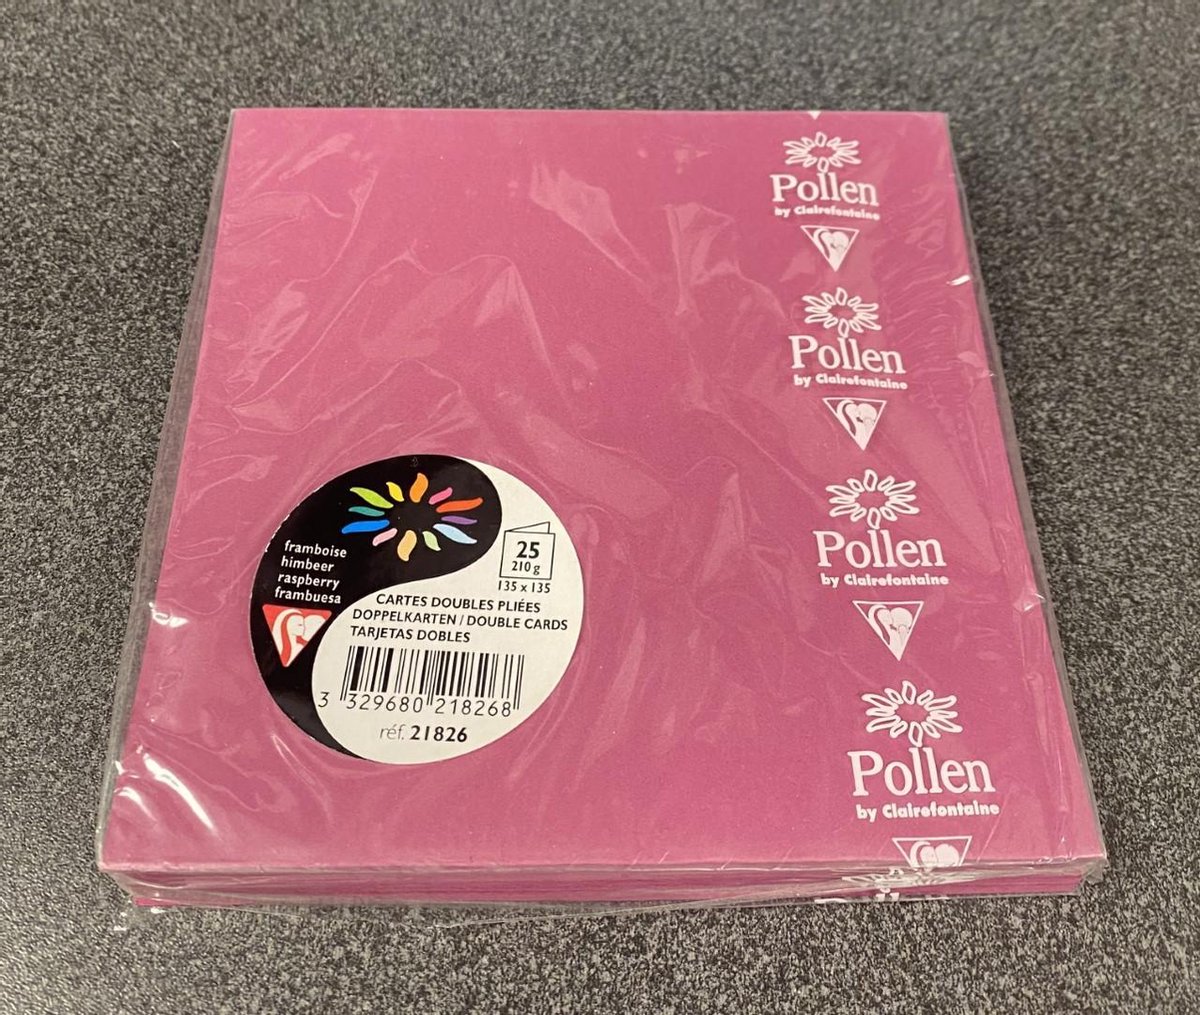 Pollen
by Clairefontaine
Pollen
by Clairefontaine
Pollen
by Clairefontaine
Pollen
by Clairefontaine
framboise
himbeer
raspberry
frambuesa
25
210 g
135 x 135
CARTES DOUBLES PLIÉES
DOPPELKARTEN / DOUBLE CARDS
TARJETAS DOBLES
3 329680 218268
réf. 21826